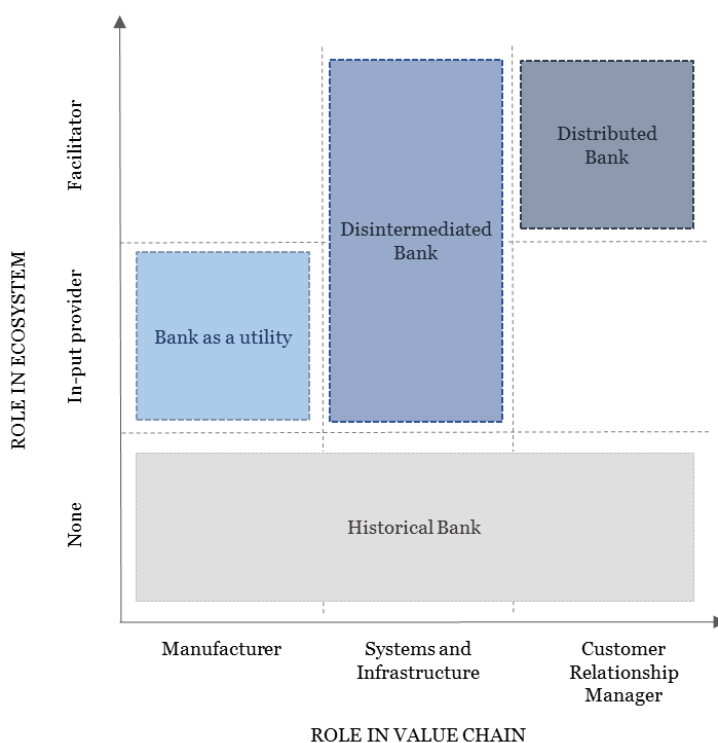 ROLE IN ECOSYSTEM
Facilitator
In-put provider
None
Distributed
Bank
Disintermediated
Bank
Bank as a utility
Historical Bank
Manufacturer
Systems and
Infrastructure
Customer
Relationship
Manager
ROLE IN VALUE CHAIN